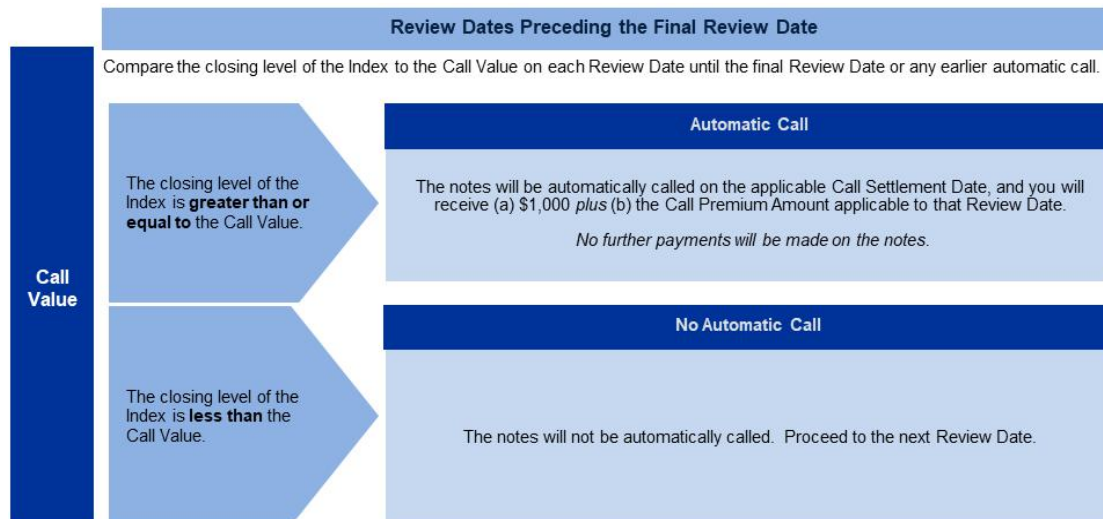 Review Dates Preceding the Final Review Date
Compare the closing level of the Index to the Call Value on each Review Date until the final Review Date or any earlier automatic call.
Call
Value
The closing level of the
Index is greater than or
equal to the Call Value.
Automatic Call
The notes will be automatically called on the applicable Call Settlement Date, and you will
receive (a) $1,000 plus (b) the Call Premium Amount applicable to that Review Date.
No further payments will be made on the notes.
The closing level of the
Index is less than the
Call Value.
No Automatic Call
The notes will not be automatically called. Proceed to the next Review Date.